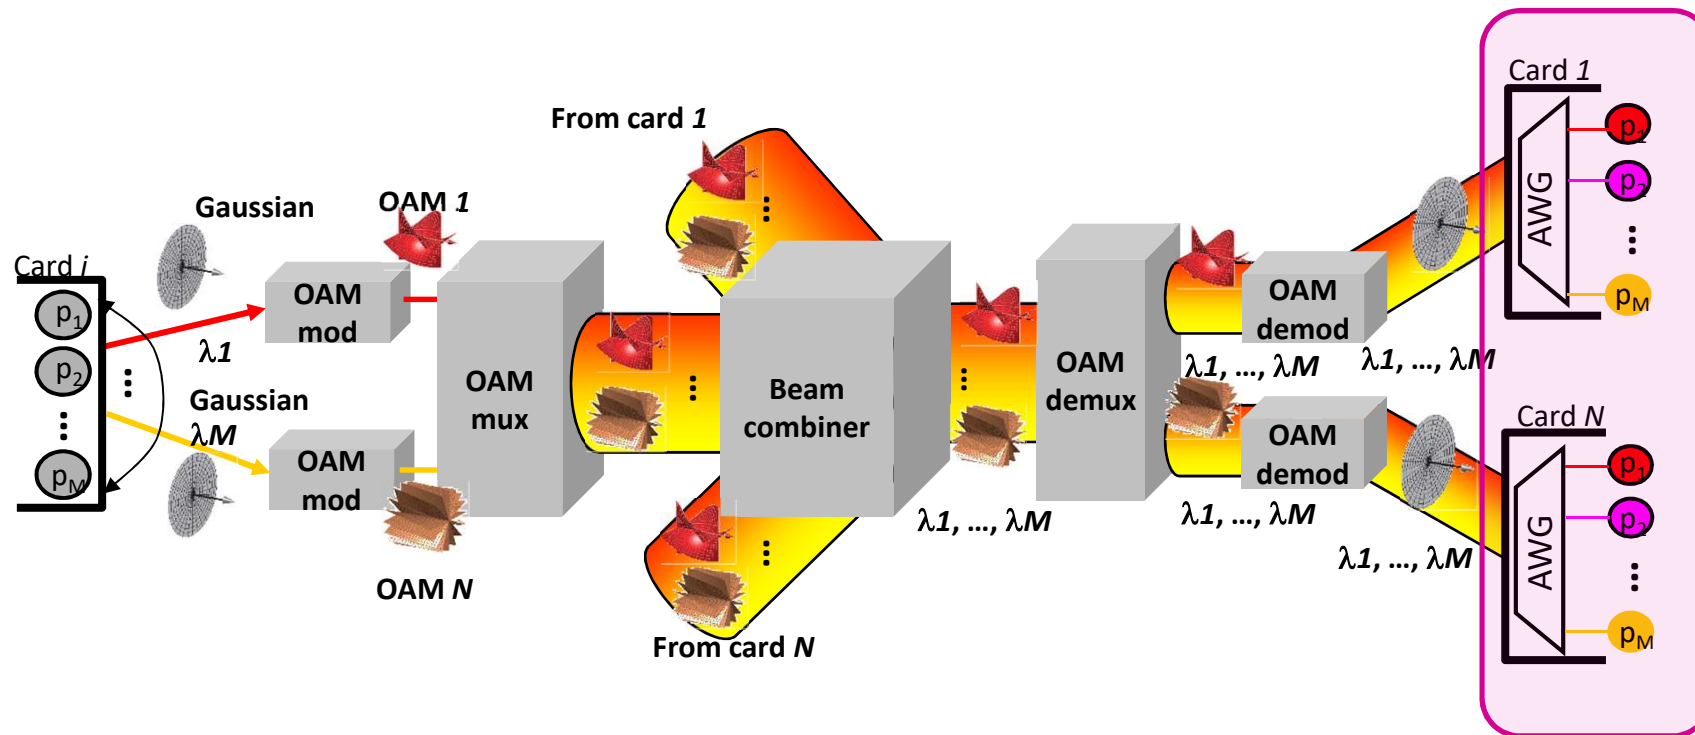 Card i
p1
p2
...
pM
...
Gaussian
λ1
Gaussian
λM
OAM
mod
OAM
mod
OAM 1
OAM N
OAM
mux
...
From card 1
...
From card N
...
Beam
combiner
...
λ1, ..., λM
OAM
demux
OAM
demod
λ1, ..., λM
λ1, ..., λM
OAM
demod
λ1, ..., λM
λ1, ..., λM
Card 1
AWG
p1
p2
...
pM
Card N
AWG
p1
p2
...
pM